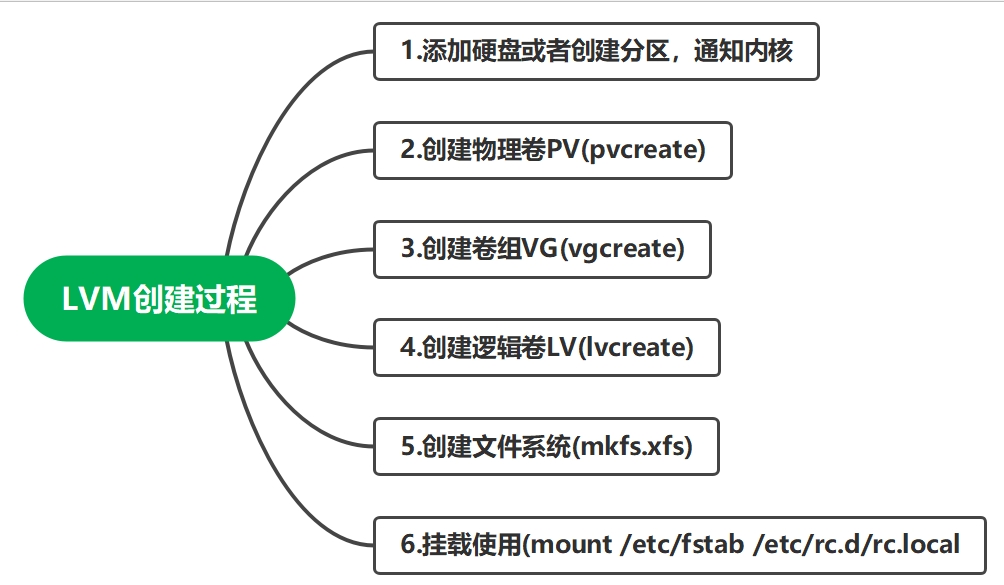 LVM创建过程
1.添加硬盘或者创建分区，通知内核
2.创建物理卷PV(pvcreate)
3.创建卷组VG(vgcreate)
4.创建逻辑卷LV(lvcreate)
5.创建文件系统(mkfs.xfs)
6.挂载使用(mount /etc/fstab /etc/rc.d/rc.local